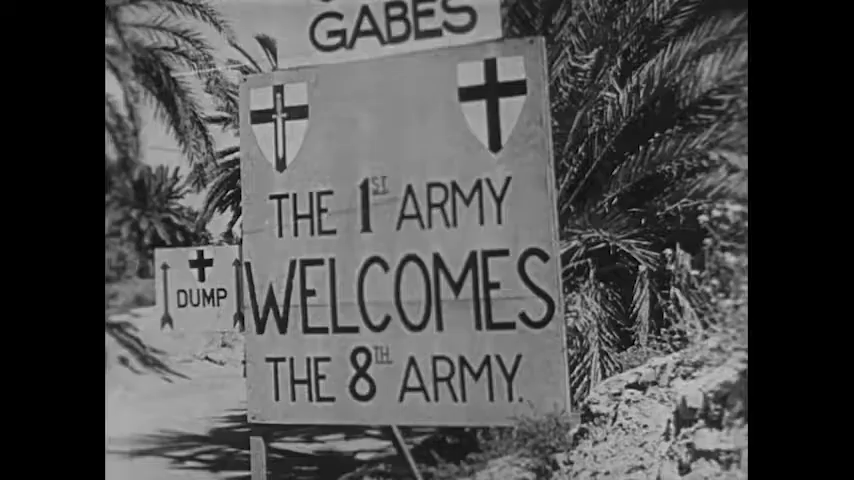 GABES
THE 1ST ARMY
WELCOMES
THE 8TH ARMY.
DUMP